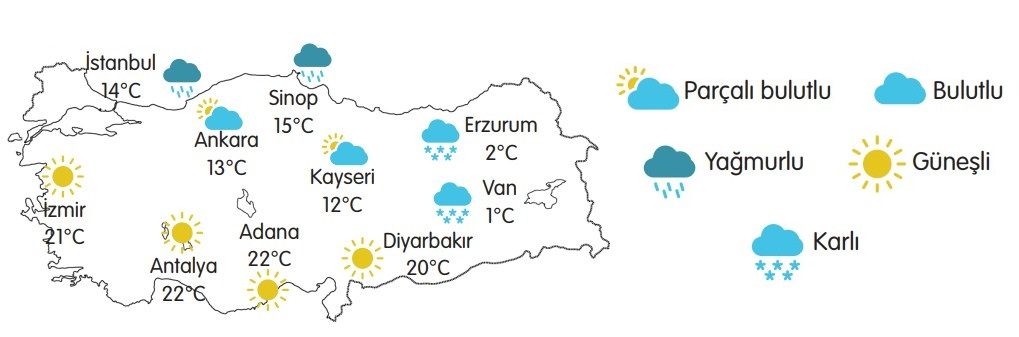 İstanbul
14°C
Sinop
15°C
Ankara
13°C
Kayseri
12°C
Erzurum
2°C
Van
1°C
İzmir
21°C
Antalya
22°C
Adana
22°C
Diyarbakır
20°C
Parçalı bulutlu
Bulutlu
Yağmurlu
Güneşli
Karlı